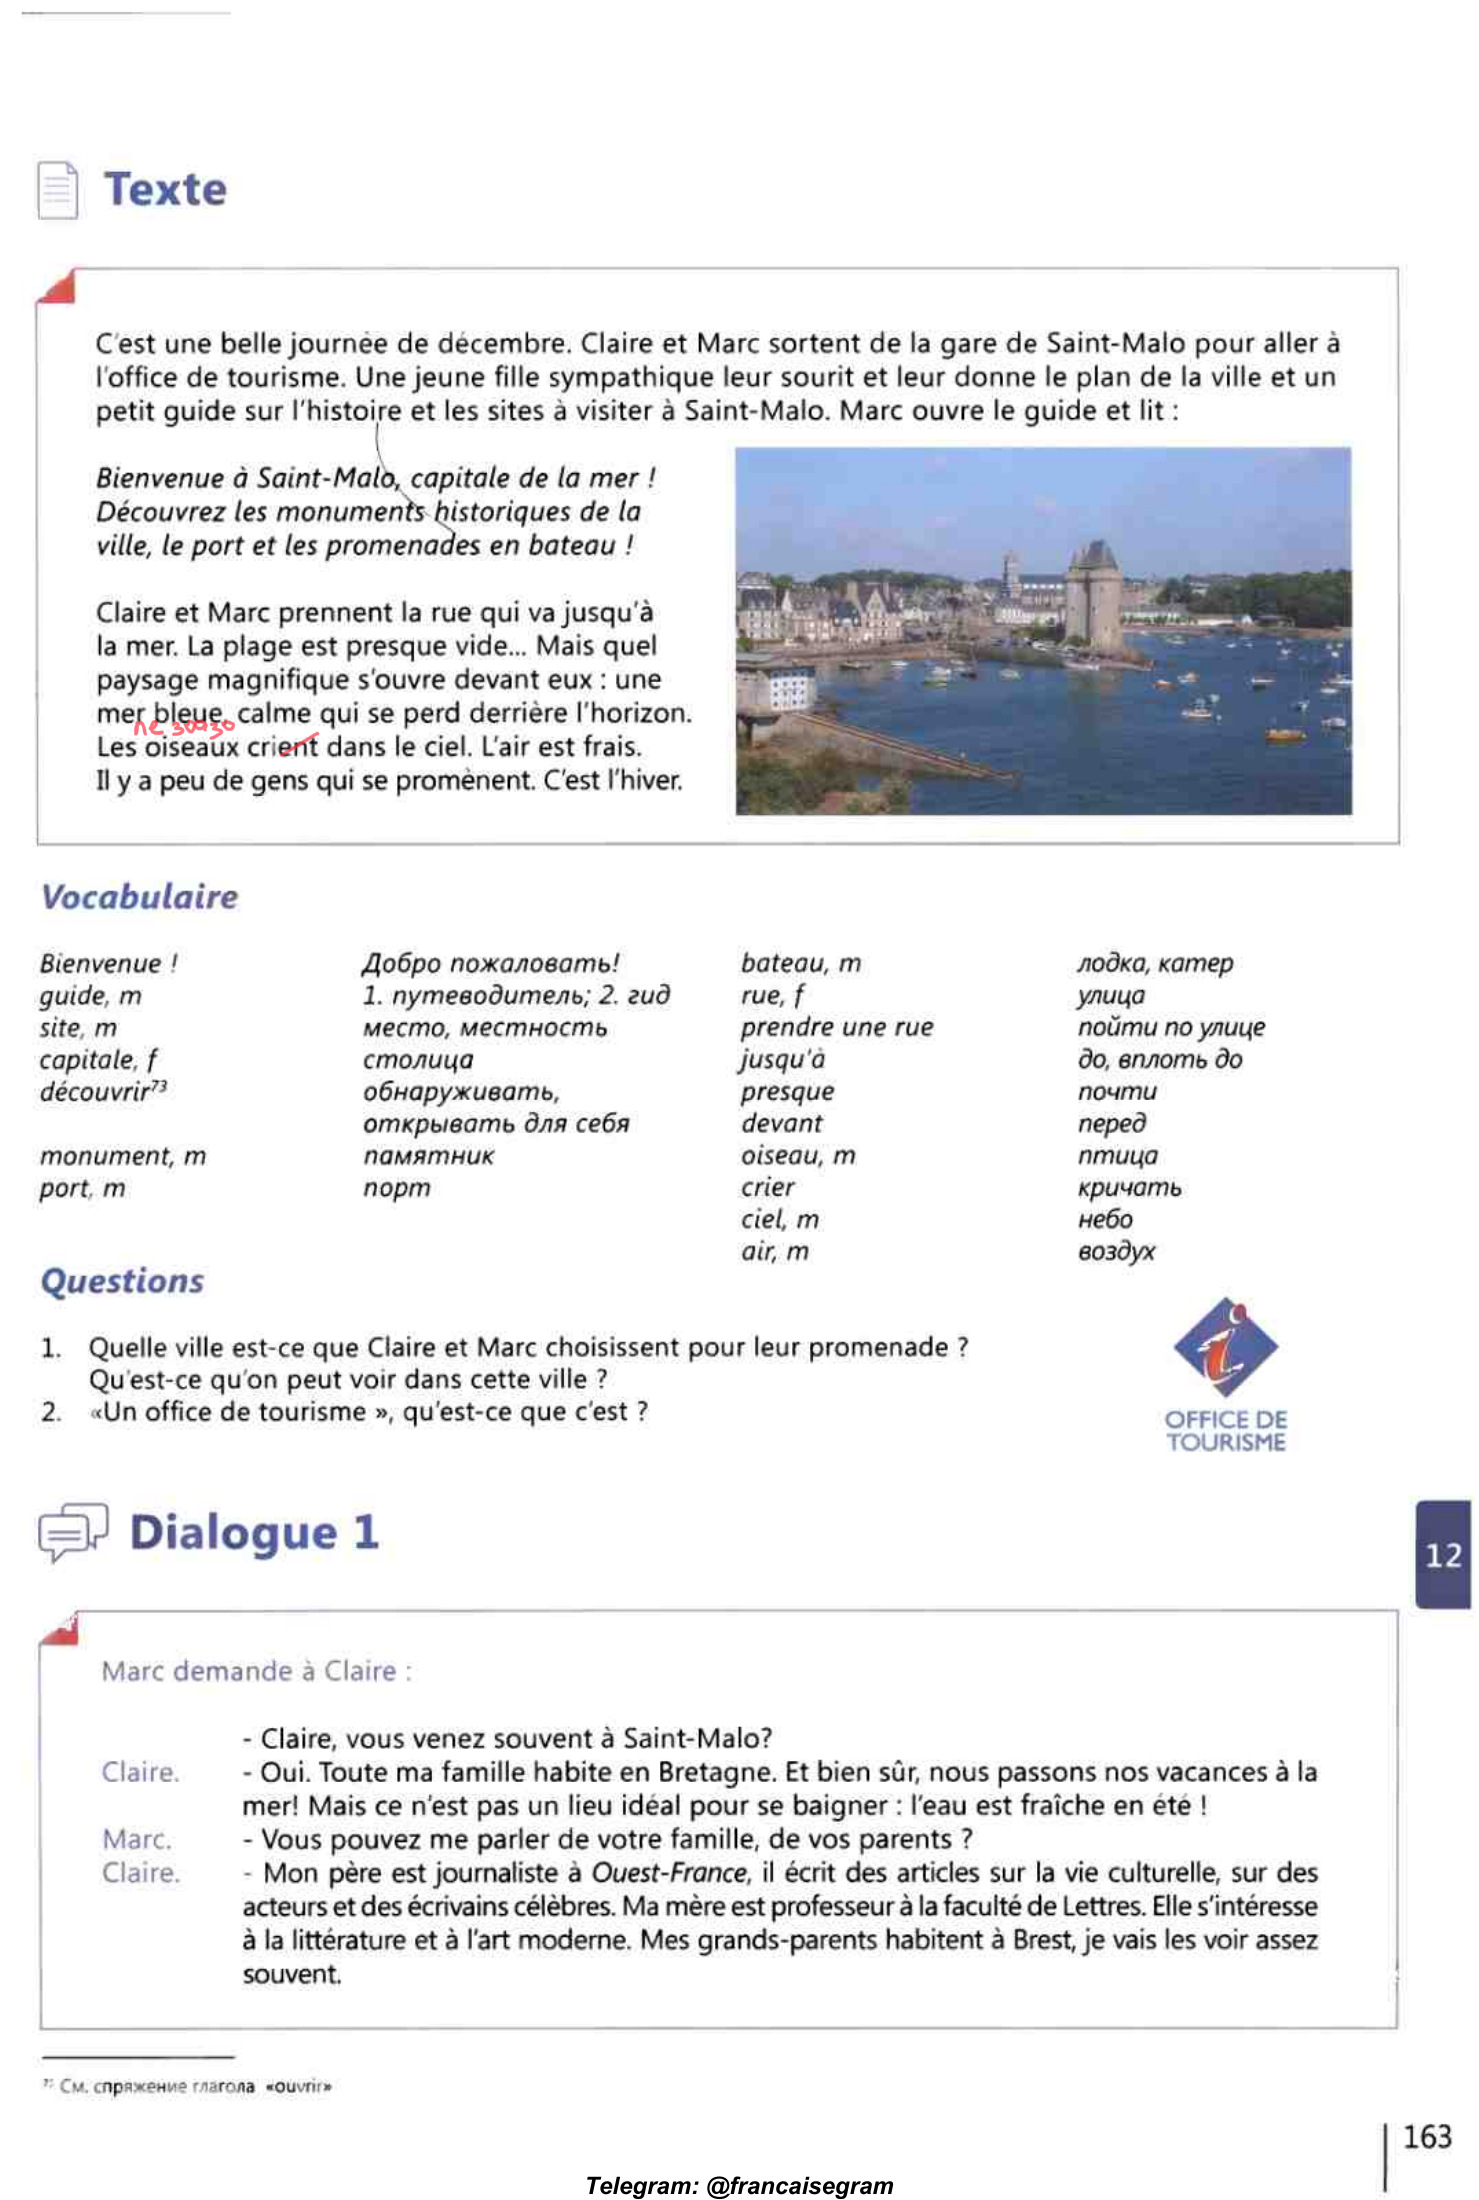 Texte
C'est une belle journée de décembre. Claire et Marc sortent de la gare de Saint-Malo pour aller à
l'office de tourisme. Une jeune fille sympathique leur sourit et leur donne le plan de la ville et un
petit guide sur l'histoire et les sites à visiter à Saint-Malo. Marc ouvre le guide et lit :
Bienvenue à Saint-Malo, capitale de la mer !
Découvrez les monuments historiques de la
ville, le port et les promenades en bateau !
Claire et Marc prennent la rue qui va jusqu'à
la mer. La plage est presque vide... Mais quel
paysage magnifique s'ouvre devant eux : une
mer bleue, calme qui se perd derrière l'horizon.
Les oiseaux crient dans le ciel. L'air est frais.
Il y a peu de gens qui se promènent. C'est l'hiver.
Vocabulaire
Bienvenue ! Добро пожаловать! bateau, m лодка, катер
guide, m 1. путеводитель; 2. гид rue, f улица
site, m место, местность prendre une rue пойти по улице
capitale, f столица jusqu'à до, вплоть до
découvrir73 обнаруживать, presque почти
открывать для себя devant перед
monument, m памятник oiseau, m птица
port, m порт crier кричать
ciel, m небо
air, m воздух
Questions
1. Quelle ville est-ce que Claire et Marc choisissent pour leur promenade ?
Qu'est-ce qu'on peut voir dans cette ville ?
2. «Un office de tourisme », qu'est-ce que c'est ?
OFFICE DE
TOURISME
Dialogue 1
12
Marc demande à Claire :
- Claire, vous venez souvent à Saint-Malo?
Claire. - Oui. Toute ma famille habite en Bretagne. Et bien sûr, nous passons nos vacances à la
mer! Mais ce n'est pas un lieu idéal pour se baigner : l'eau est fraîche en été !
Marc. - Vous pouvez me parler de votre famille, de vos parents ?
Claire. - Mon père est journaliste à Ouest-France, il écrit des articles sur la vie culturelle, sur des
acteurs et des écrivains célèbres. Ma mère est professeur à la faculté de Lettres. Elle s'intéresse
à la littérature et à l'art moderne. Mes grands-parents habitent à Brest, je vais les voir assez
souvent.
См. спряжение глагола «ouvrir»
163
Telegram: @francaisegram